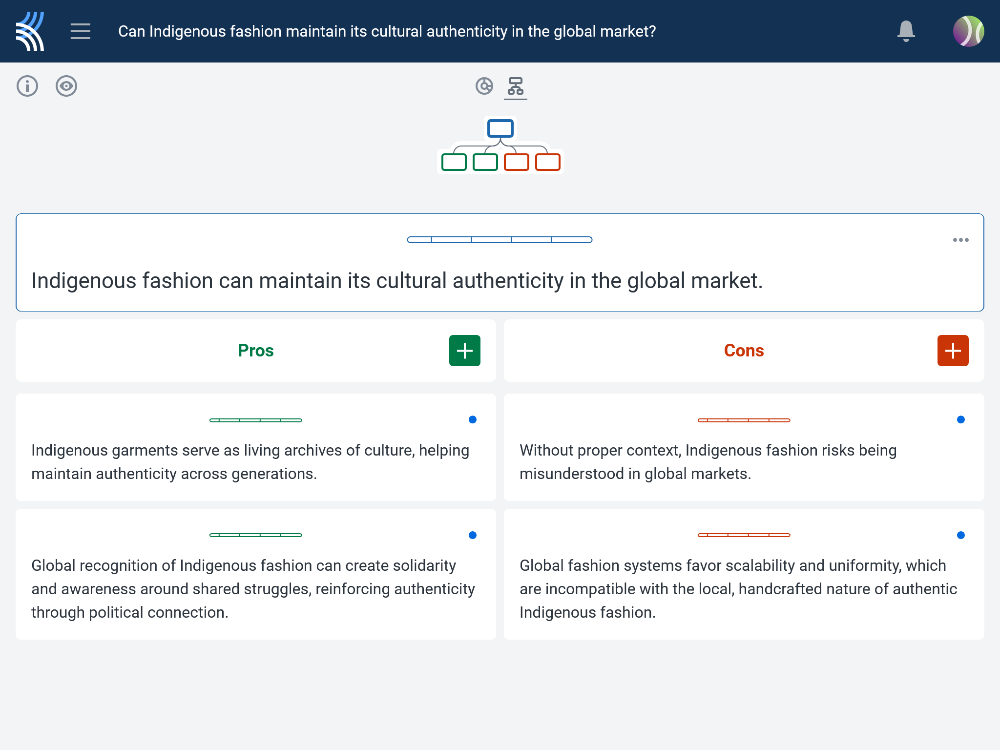 Can Indigenous fashion maintain its cultural authenticity in the global market?
Indigenous fashion can maintain its cultural authenticity in the global market.
Pros
Cons
Indigenous garments serve as living archives of culture, helping
maintain authenticity across generations.
Without proper context, Indigenous fashion risks being
misunderstood in global markets.
Global recognition of Indigenous fashion can create solidarity
and awareness around shared struggles, reinforcing authenticity
through political connection.
Global fashion systems favor scalability and uniformity, which
are incompatible with the local, handcrafted nature of authentic
Indigenous fashion.